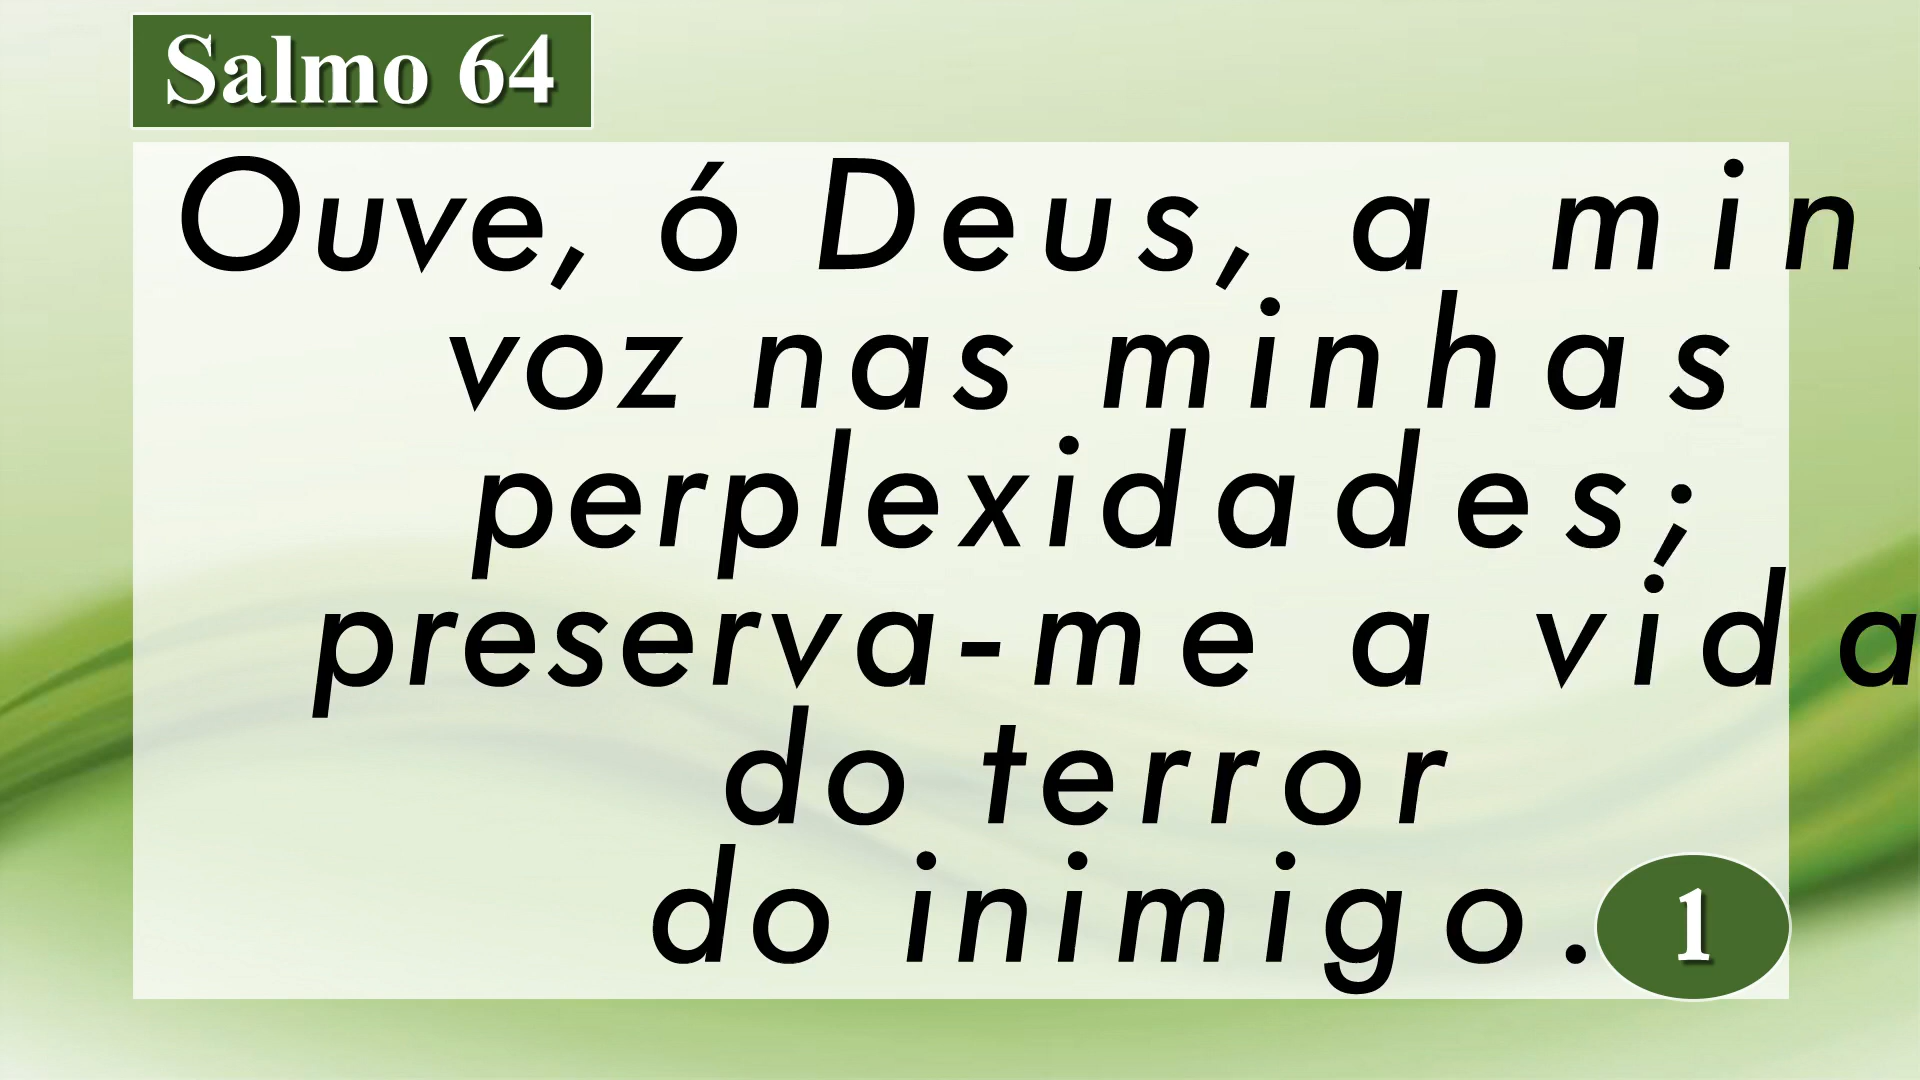 Salmo 64
Ouve, ó Deus, a min
voz nas minhas
perplexidades;
preserva-me a vida
do terror
do inimigo.
1